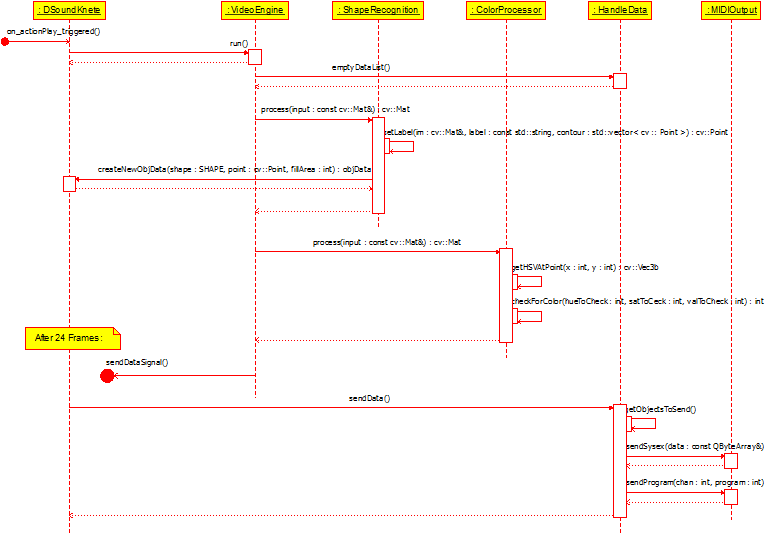 : DSoundKnete
: VideoEngine
: ShapeRecognition
: ColorProcessor
: HandleData
: MIDIOutput
on_actionPlay_triggered()
run()
emptyDataList()
process(input : const cv::Mat&) : cv::Mat
setLabel(im : cv::Mat&, label : const std::string, contour : std::vector< cv :: Point >) : cv::Point
createNewObjData(shape : SHAPE, point : cv::Point, fillArea : int) : objData
process(input : const cv::Mat&) : cv::Mat
getHSVAtPoint(x : int, y : int) : cv::Vec3b
checkForColor(hueToCheck : int, satToCeck : int, valToCheck : int) : int
After 24 Frames:
sendDataSignal()
sendData()
getObjectsToSend()
sendSysex(data : const QByteArray&)
sendProgram(chan : int, program : int)